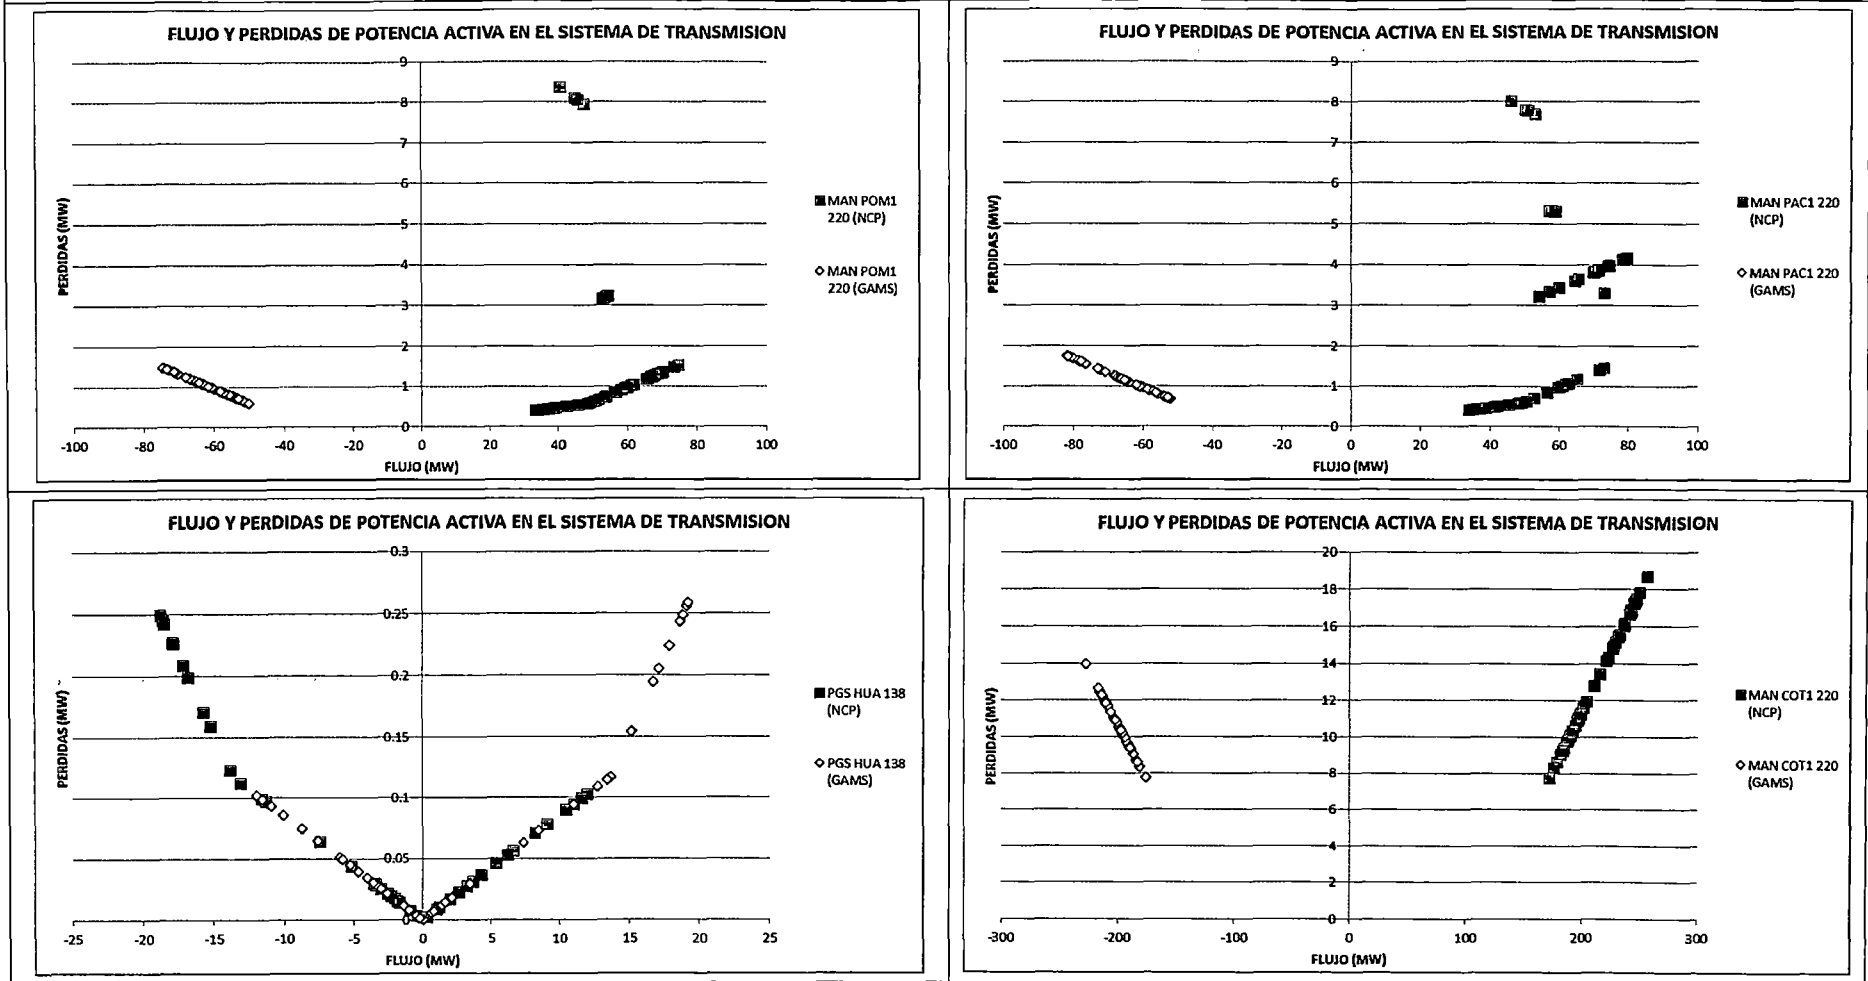 FLUJO Y PERDIDAS DE POTENCIA ACTIVA EN EL SISTEMA DE TRANSMISION
9
8
7
6
5
4
3
2
1
0
PERDIDAS (MW)
-100 -80 -60 -40 -20 0 20 40 60 80 100
FLUJO (MW)
MAN POM1
220 (NCP)
MAN POM1
220 (GAMS)
FLUJO Y PERDIDAS DE POTENCIA ACTIVA EN EL SISTEMA DE TRANSMISION
9
8
7
6
5
4
3
2
1
0
PERDIDAS (MW)
-100 -80 -60 -40 -20 0 20 40 60 80 100
FLUJO (MW)
MAN PAC1 220
(NCP)
MAN PAC1 220
(GAMS)
FLUJO Y PERDIDAS DE POTENCIA ACTIVA EN EL SISTEMA DE TRANSMISION
0.3
0.25
0.2
0.15
0.1
0.05
0
PERDIDAS (MW)
-25 -20 -15 -10 -5 0 5 10 15 20 25
FLUJO (MW)
PGS HUA 138
(NCP)
PGS HUA 138
(GAMS)
FLUJO Y PERDIDAS DE POTENCIA ACTIVA EN EL SISTEMA DE TRANSMISION
20
18
16
14
12
10
8
6
4
2
0
PERDIDAS (MW)
-300 -200 -100 0 100 200 300
FLUJO (MW)
MAN COT1 220
(NCP)
MAN COT1 220
(GAMS)